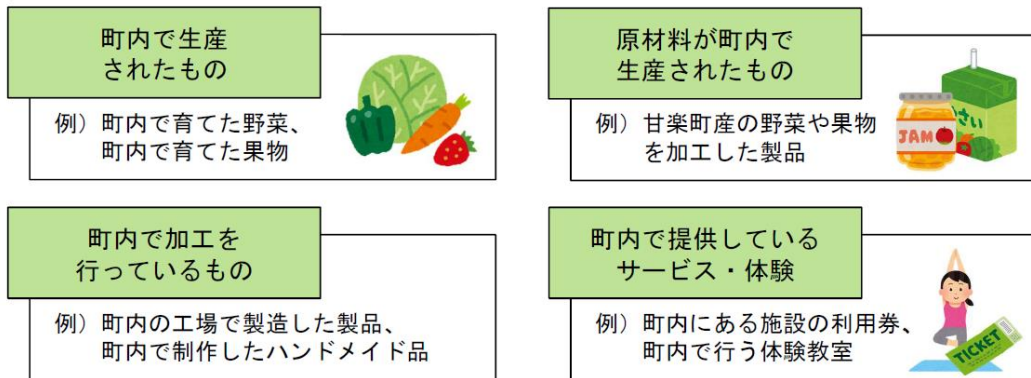 町内で生産
されたもの
例）町内で育てた野菜、
町内で育てた果物
原材料が町内で
生産されたもの
例）甘楽町産の野菜や果物
を加工した製品
JAM
さい
町内で加工を
行っているもの
例）町内の工場で製造した製品、
町内で制作したハンドメイド品
町内で提供している
サービス・体験
例）町内にある施設の利用券、
町内で行う体験教室
TICKET